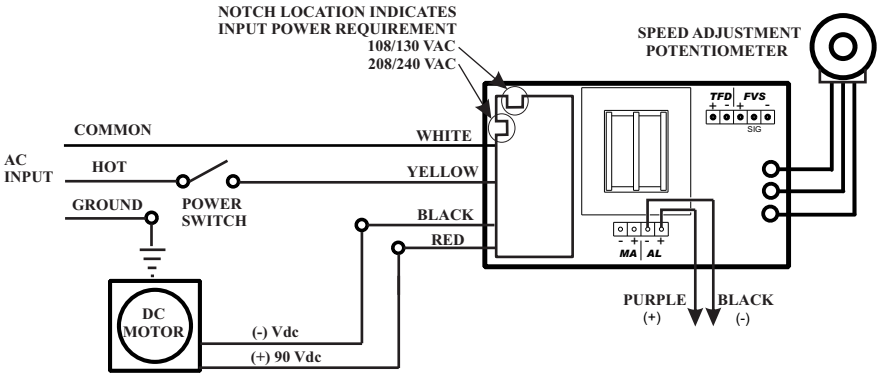 NOTCH LOCATION INDICATES
INPUT POWER REQUIREMENT
108/130 VAC
208/240 VAC
SPEED ADJUSTMENT
POTENTIOMETER
TFD FVS
+ - + -
SIG
COMMON
WHITE
AC
INPUT
HOT
YELLOW
GROUND
POWER
SWITCH
BLACK
RED
- + - +
MA AL
PURPLE
(+)
BLACK
(-)
DC
MOTOR
(-) Vdc
(+) 90 Vdc